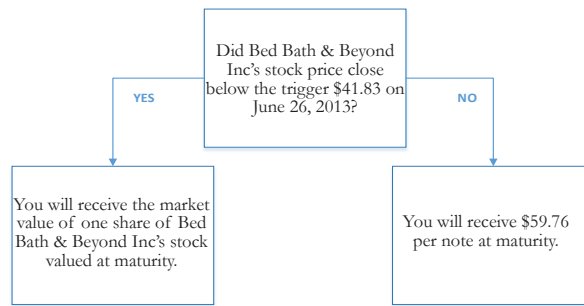 Did Bed Bath & Beyond
Inc's stock price close
below the trigger $41.83 on
June 26, 2013?
YES
NO
You will receive the market
value of one share of Bed
Bath & Beyond Inc's stock
valued at maturity.
You will receive $59.76
per note at maturity.